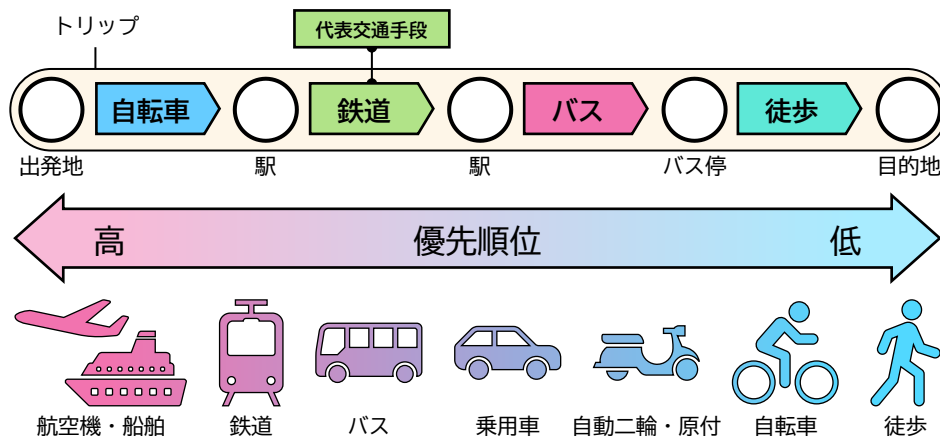 トリップ
代表交通手段
自転車
鉄道
バス
徒歩
出発地
駅
駅
バス停
目的地
高
優先順位
低
航空機・船舶
鉄道
バス
乗用車
自動二輪・原付
自転車
徒歩